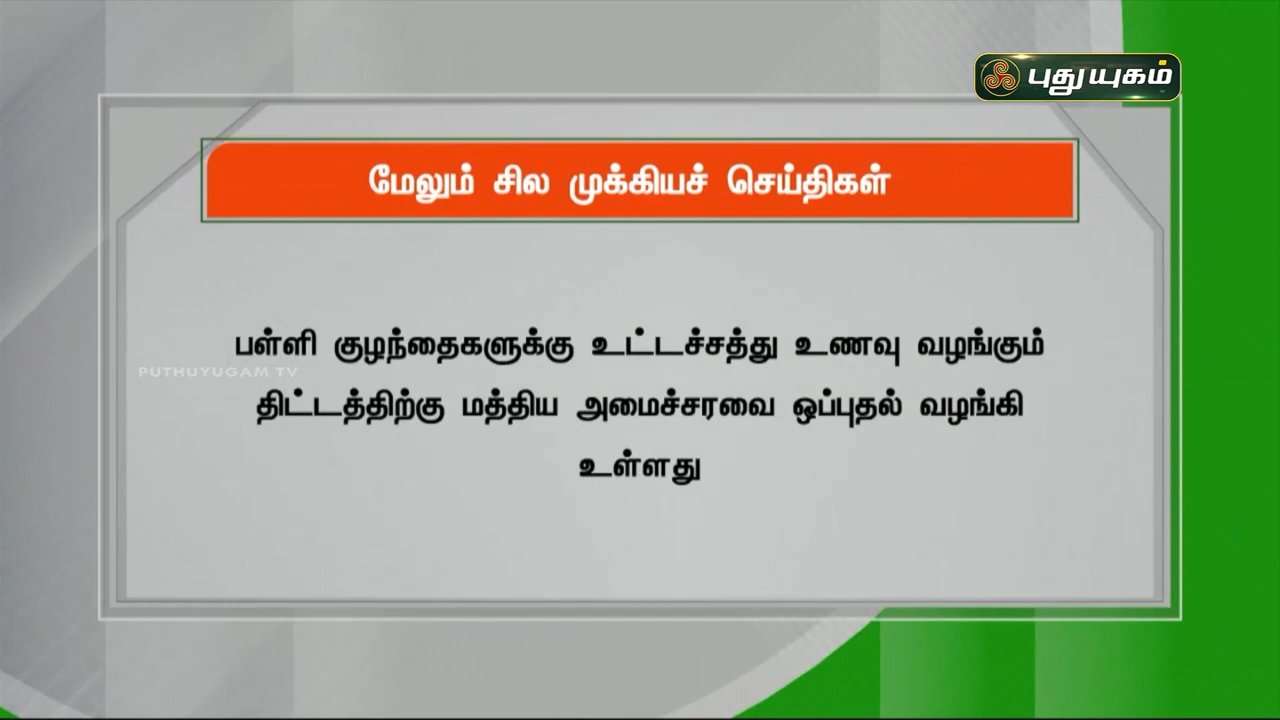 புதுயுகம்
மேலும் சில முக்கியச் செய்திகள்
பள்ளி குழந்தைகளுக்கு உட்டச்சத்து உணவு வழங்கும்
PUTHUYUGAM TV
திட்டத்திற்கு மத்திய அமைச்சரவை ஒப்புதல் வழங்கி
உள்ளது